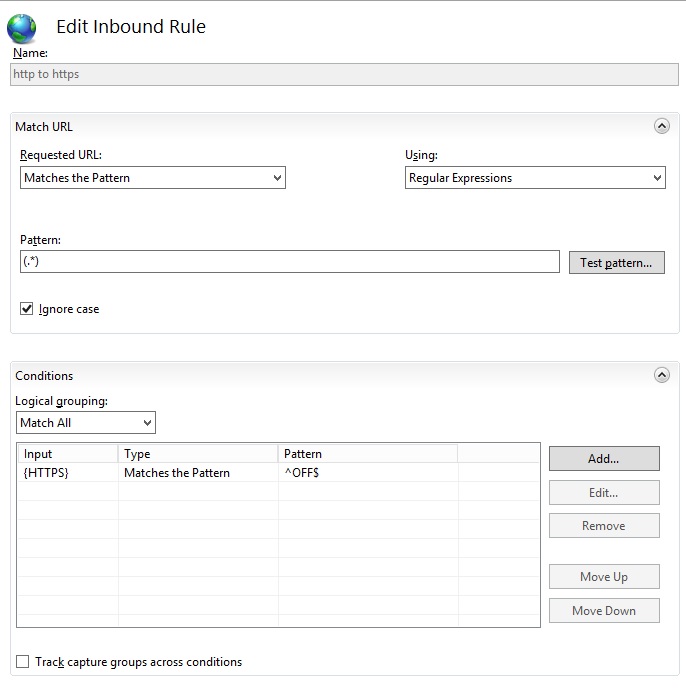 Edit Inbound Rule
Name:
http to https
Match URL
Requested URL: Using:
Matches the Pattern Regular Expressions
Pattern:
(.*) Test pattern...
Ignore case
Conditions
Logical grouping:
Match All
Input Type Pattern Add...
{HTTPS} Matches the Pattern ^OFF$
Edit...
Remove
Move Up
Move Down
Track capture groups across conditions